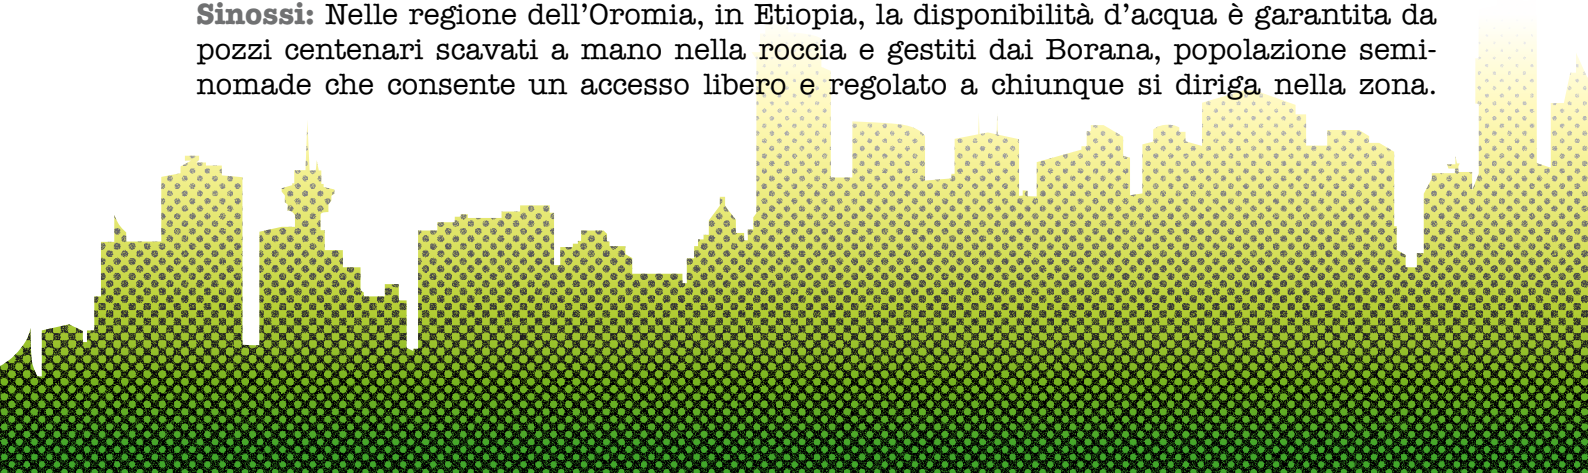 Sinossi: Nelle regione dell’Oromia, in Etiopia, la disponibilità d’acqua è garantita da
pozzi centenari scavati a mano nella roccia e gestiti dai Borana, popolazione semi-
nomade che consente un accesso libero e regolato a chiunque si diriga nella zona.